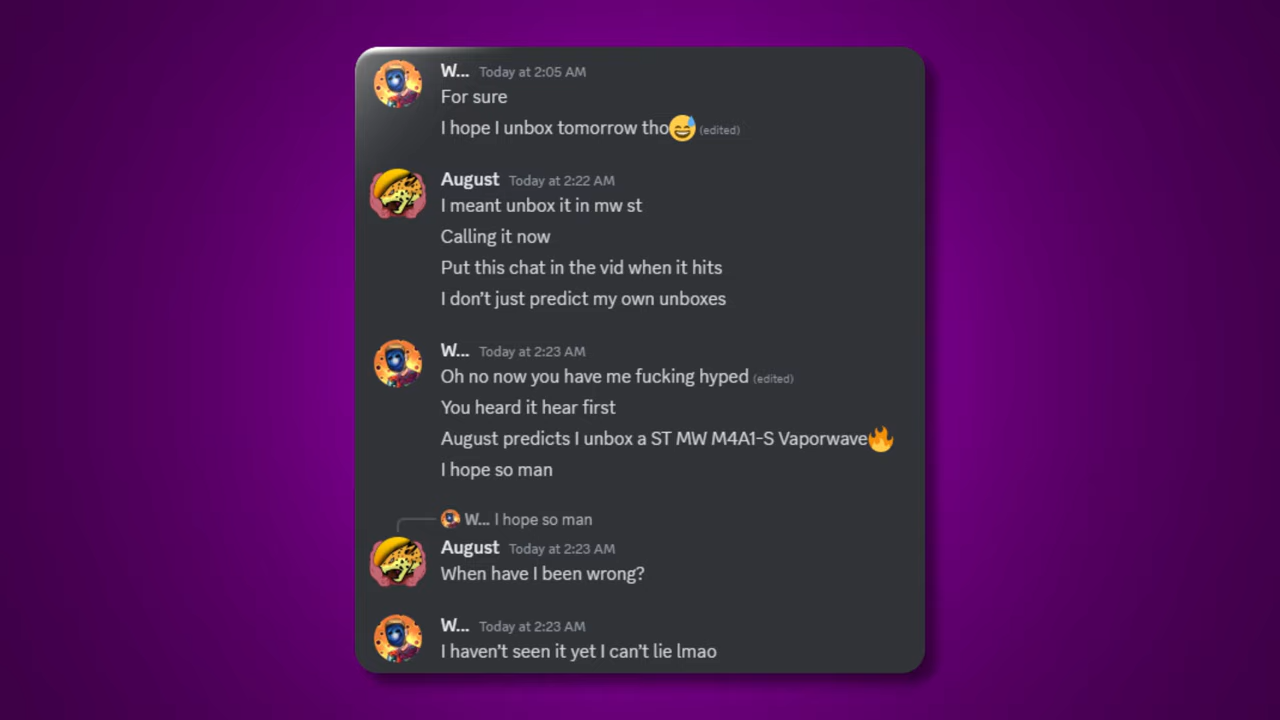 W... Today at 2:05 AM
For sure
I hope I unbox tomorrow tho😅 (edited)
August Today at 2:22 AM
I meant unbox it in mw st
Calling it now
Put this chat in the vid when it hits
I don't just predict my own unboxes
W... Today at 2:23 AM
Oh no now you have me fucking hyped (edited)
You heard it hear first
August predicts I unbox a ST MW M4A1-S Vaporwave🔥
I hope so man
W... I hope so man
August Today at 2:23 AM
When have I been wrong?
W... Today at 2:23 AM
I haven't seen it yet I can't lie lmao